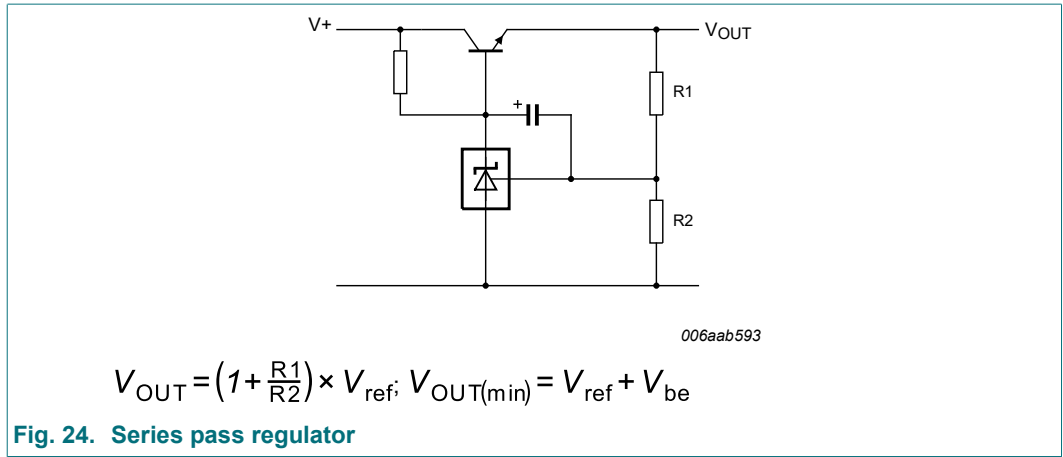 V+
VOUT
R1
+
R2
006aab593
VOUT = (1 + R1/R2) × Vref; VOUT(min) = Vref + Vbe
Fig. 24. Series pass regulator